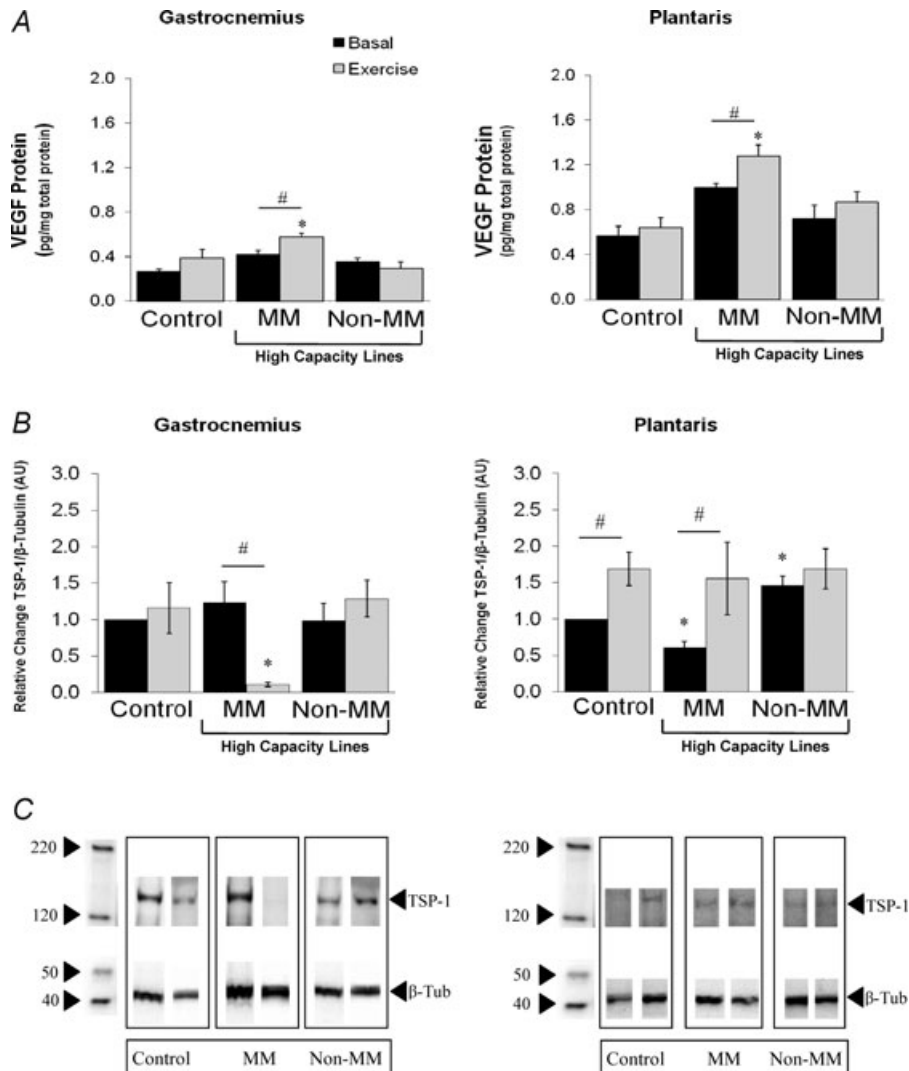 A
Gastrocnemius
Plantaris
Basal
Exercise
VEGF Protein
(pg/mg total protein)
2.0
1.6
1.2
0.8
0.4
0.0
#
*
Control MM Non-MM
High Capacity Lines
VEGF Protein
(pg/mg total protein)
2.0
1.6
1.2
0.8
0.4
0.0
#
*
Control MM Non-MM
High Capacity Lines
B
Gastrocnemius
Plantaris
Relative Change TSP-1/β-Tubulin (AU)
3.0
2.5
2.0
1.5
1.0
0.5
0.0
#
*
Control MM Non-MM
High Capacity Lines
Relative Change TSP-1/β-Tubulin (AU)
3.0
2.5
2.0
1.5
1.0
0.5
0.0
# #
* *
Control MM Non-MM
High Capacity Lines
C
220
120
50
40
TSP-1
β-Tub
Control MM Non-MM
220
120
50
40
TSP-1
β-Tub
Control MM Non-MM